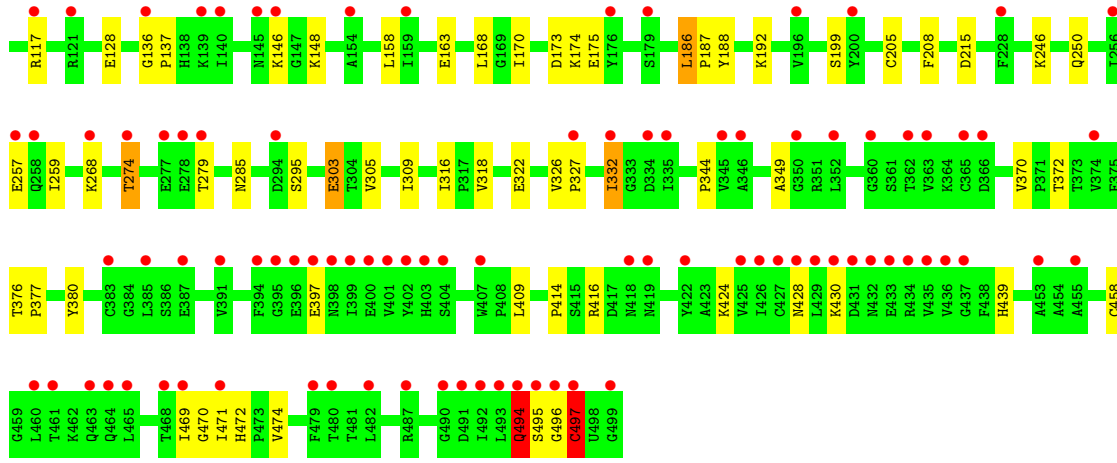 R117 R121 E128 G136 P137 H138 K139 I140 N145 K146 G147 K148 A154 L158 I159 E163 L168 G169 I170 D173 K174 E175 Y176 S179 L186 P187 Y188 K192 V196 S199 Y200 C205 F208 D215 F228 K246 Q250 I256
E257 Q258 I259 K268 T274 E277 E278 T279 N285 D294 S295 E303 T304 V305 I309 I316 P317 V318 E322 V326 P327 I332 G333 D334 I335 P344 V345 A346 A349 G350 R351 L352 G360 S361 T362 V363 K364 C365 D366 V370 P371 T372 T373 V374 E375
T376 P377 Y380 C383 G384 L385 S386 E387 V391 F394 G395 E396 E397 N398 I399 E400 V401 Y402 H403 S404 W407 P408 L409 P414 S415 R416 D417 N418 N419 Y422 A423 K424 V425 I426 C427 N428 L429 K430 D431 N432 E433 R434 V435 V436 G437 F438 H439 A453 A454 A455 C458
G459 L460 T461 K462 Q463 Q464 L465 T468 I469 G470 I471 H472 P473 V474 F479 T480 T481 L482 R487 G490 D491 I492 L493 Q494 S495 G496 C497 U498 G499